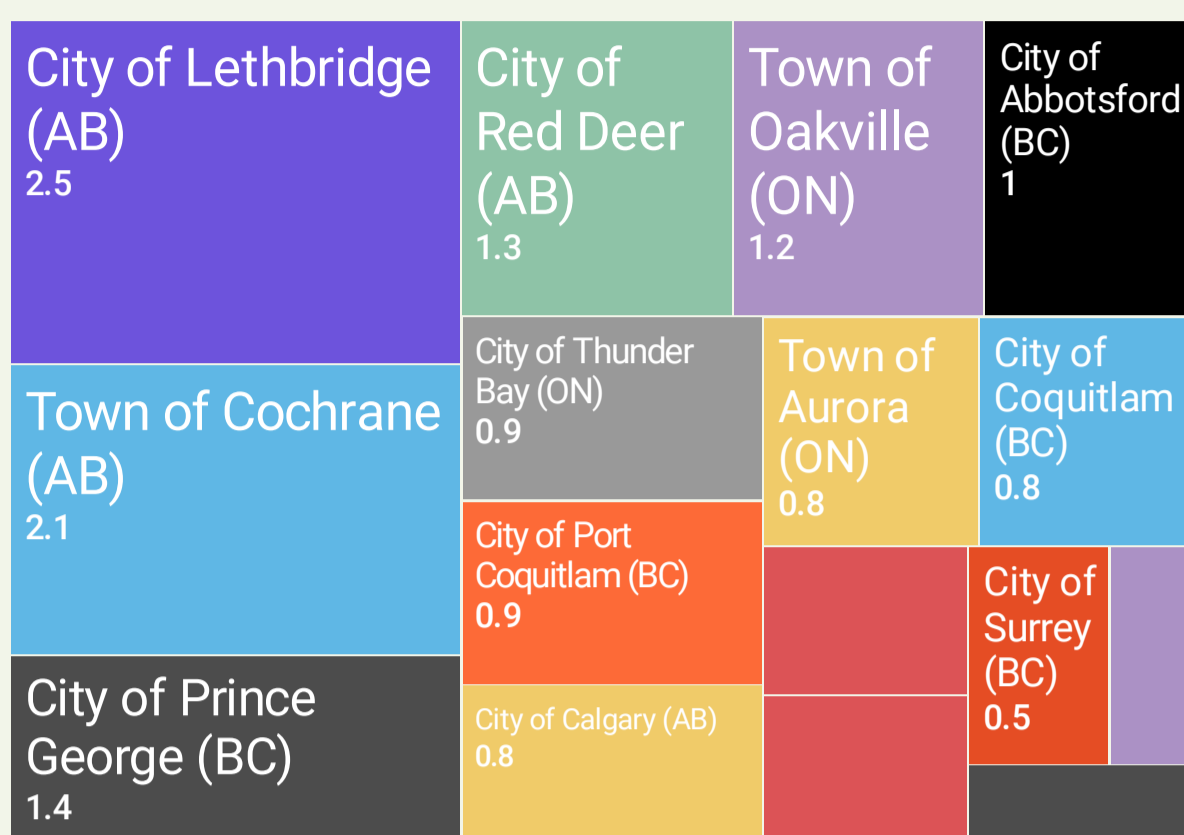 City of Lethbridge
(AB)
2.5
City of
Red Deer
(AB)
1.3
Town of
Oakville
(ON)
1.2
City of
Abbotsford
(BC)
1
Town of Cochrane
(AB)
2.1
City of Thunder
Bay (ON)
0.9
Town of
Aurora
(ON)
0.8
City of
Coquitlam
(BC)
0.8
City of Port
Coquitlam (BC)
0.9
City of
Surrey
(BC)
0.5
City of Prince
George (BC)
1.4
City of Calgary (AB)
0.8